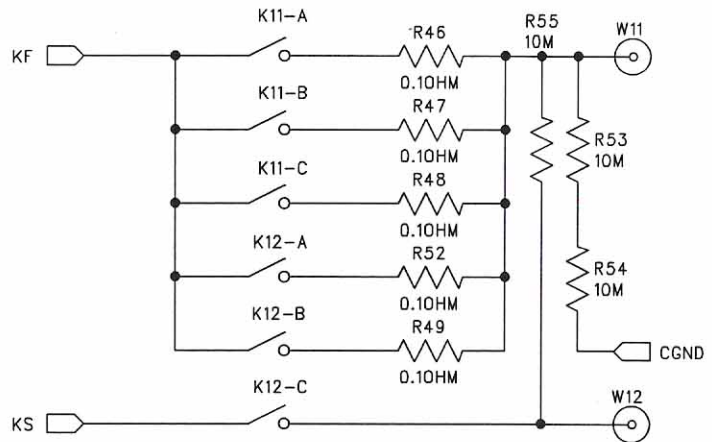 K11-A
R46
R55
10M
W11
KF
0.1OHM
K11-B
R47
0.1OHM
R53
10M
K11-C
R48
0.1OHM
K12-A
R52
0.1OHM
R54
10M
K12-B
R49
0.1OHM
CGND
K12-C
W12
KS